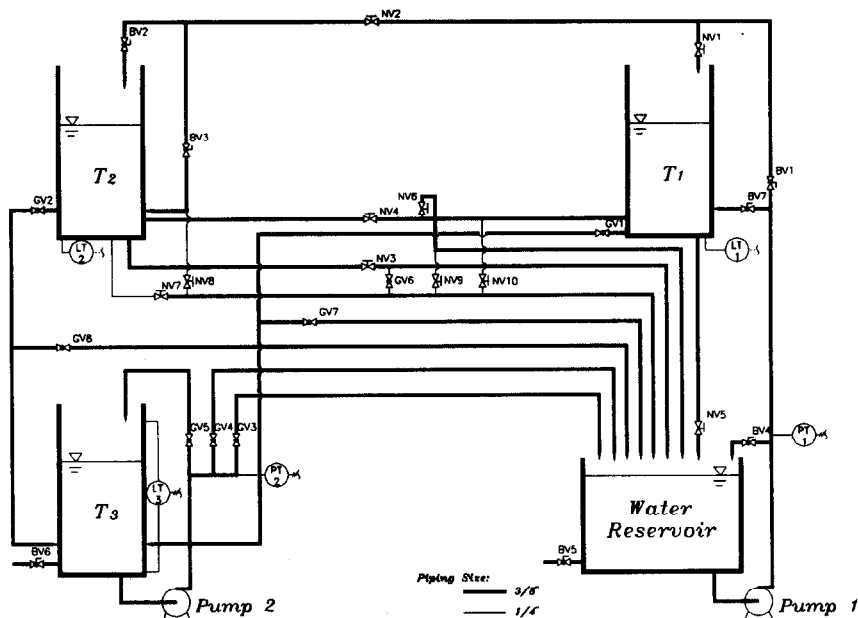 BV2
NV2
NV1
T2
BV3
T1
BV1
BV7
GV2
NV6
NV4
GV1
LT
2
LT
1
NV3
NV7
NV8
GV6
NV9
NV10
GV7
GV8
GV5
GV4
GV3
NV5
BV4
PT
1
PT
2
LT
3
T3
Water
Reservoir
BV6
BV5
Piping Size:
3/8"
1/4"
Pump 2
Pump 1